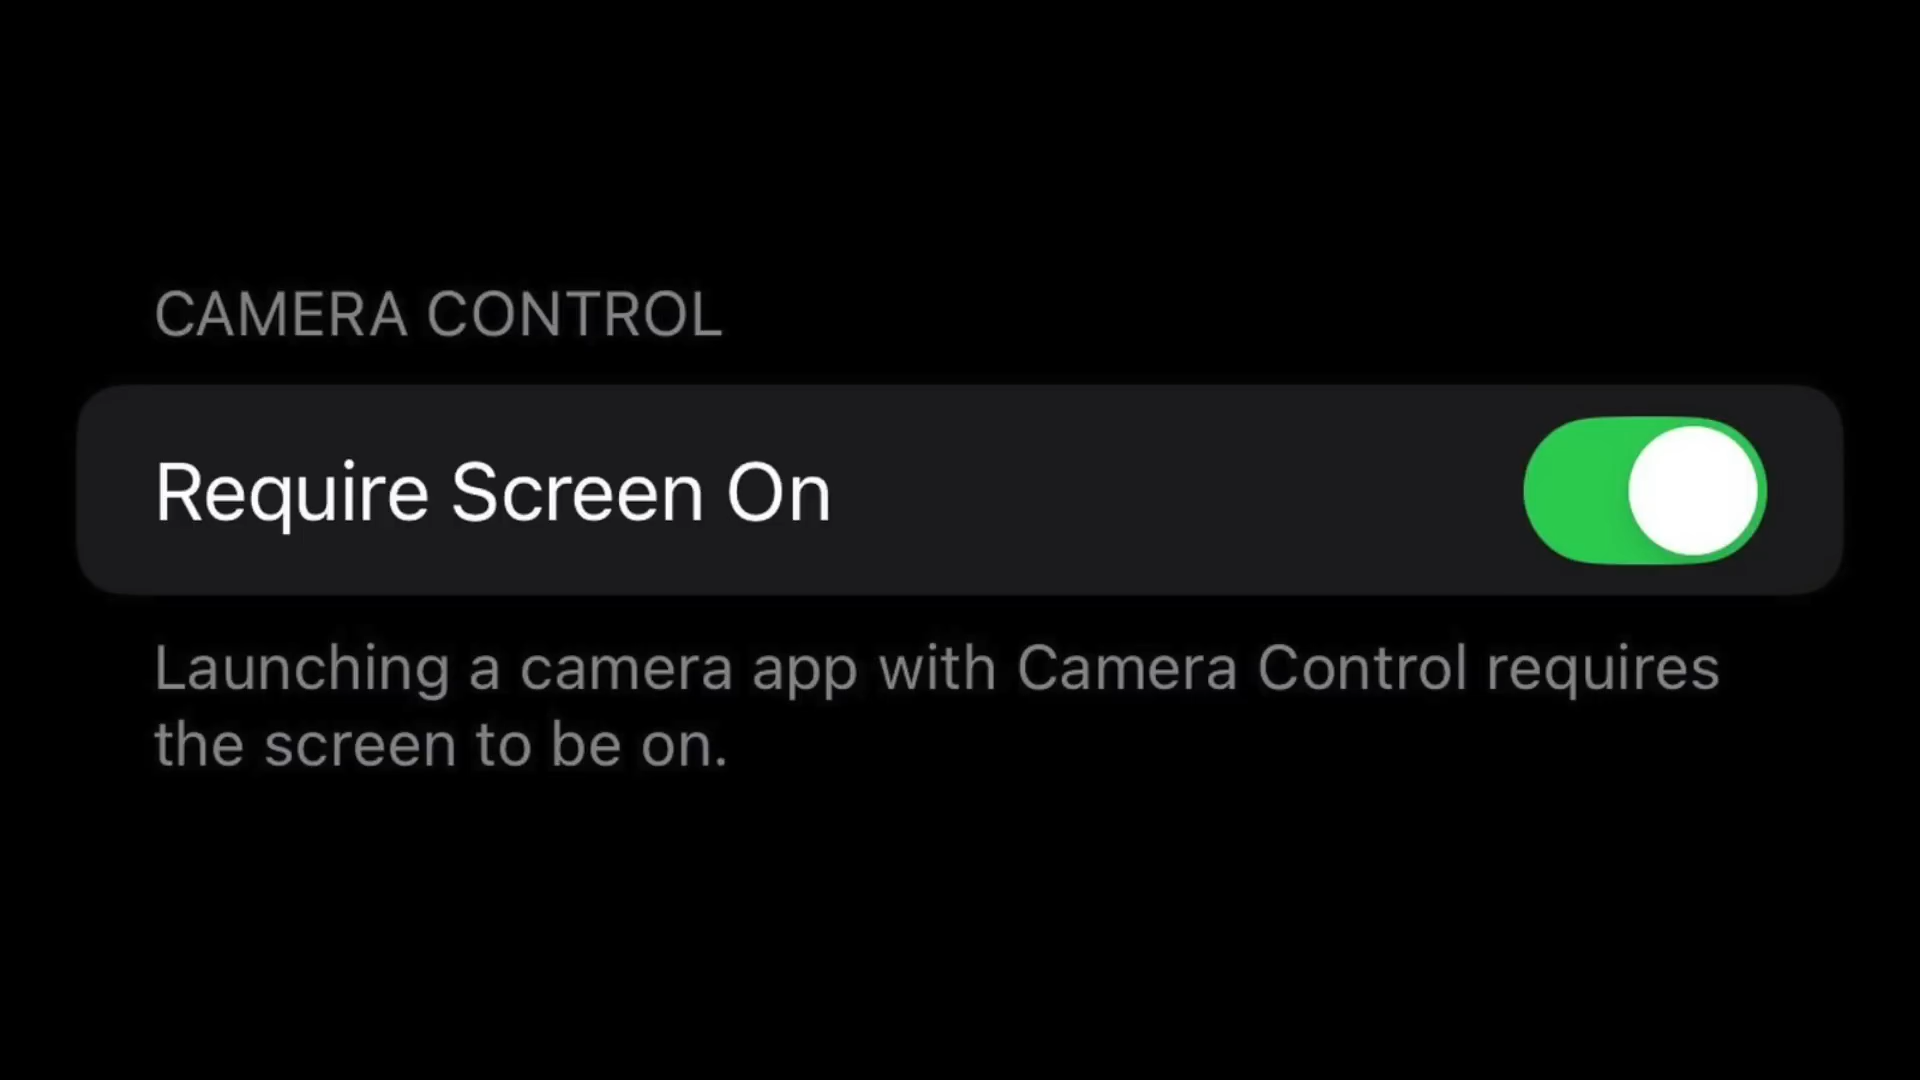 CAMERA CONTROL
Require Screen On
Launching a camera app with Camera Control requires
the screen to be on.